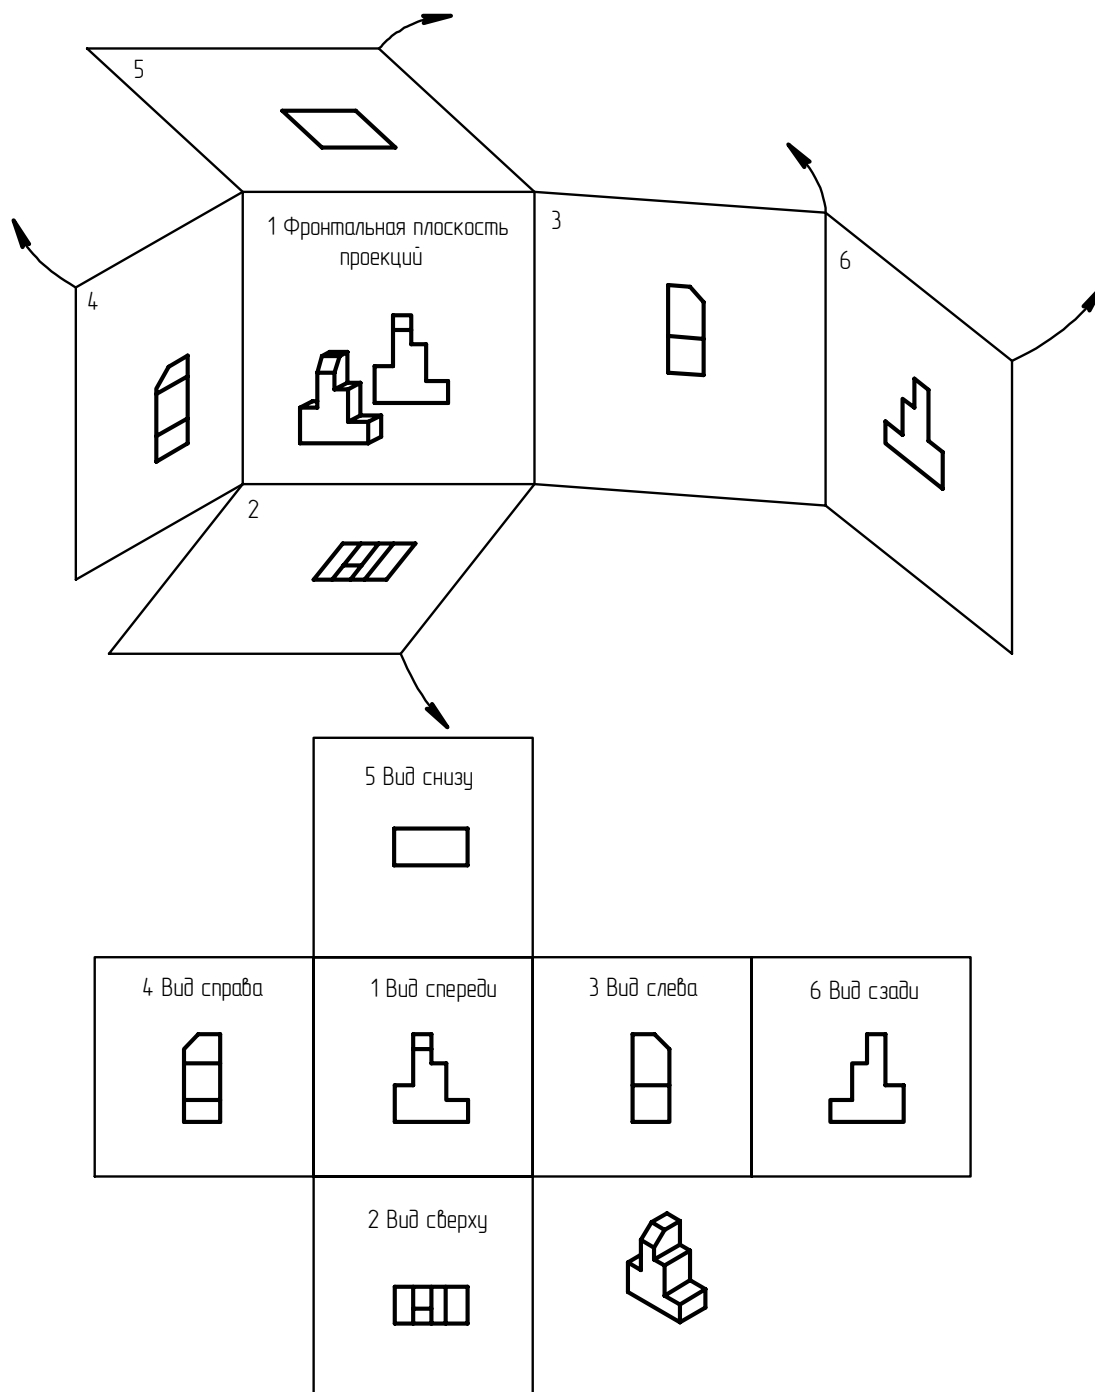 5
1 Фронтальная плоскость
проекций
3
6
4
2
5 Вид снизу
4 Вид справа
1 Вид спереди
3 Вид слева
6 Вид сзади
2 Вид сверху